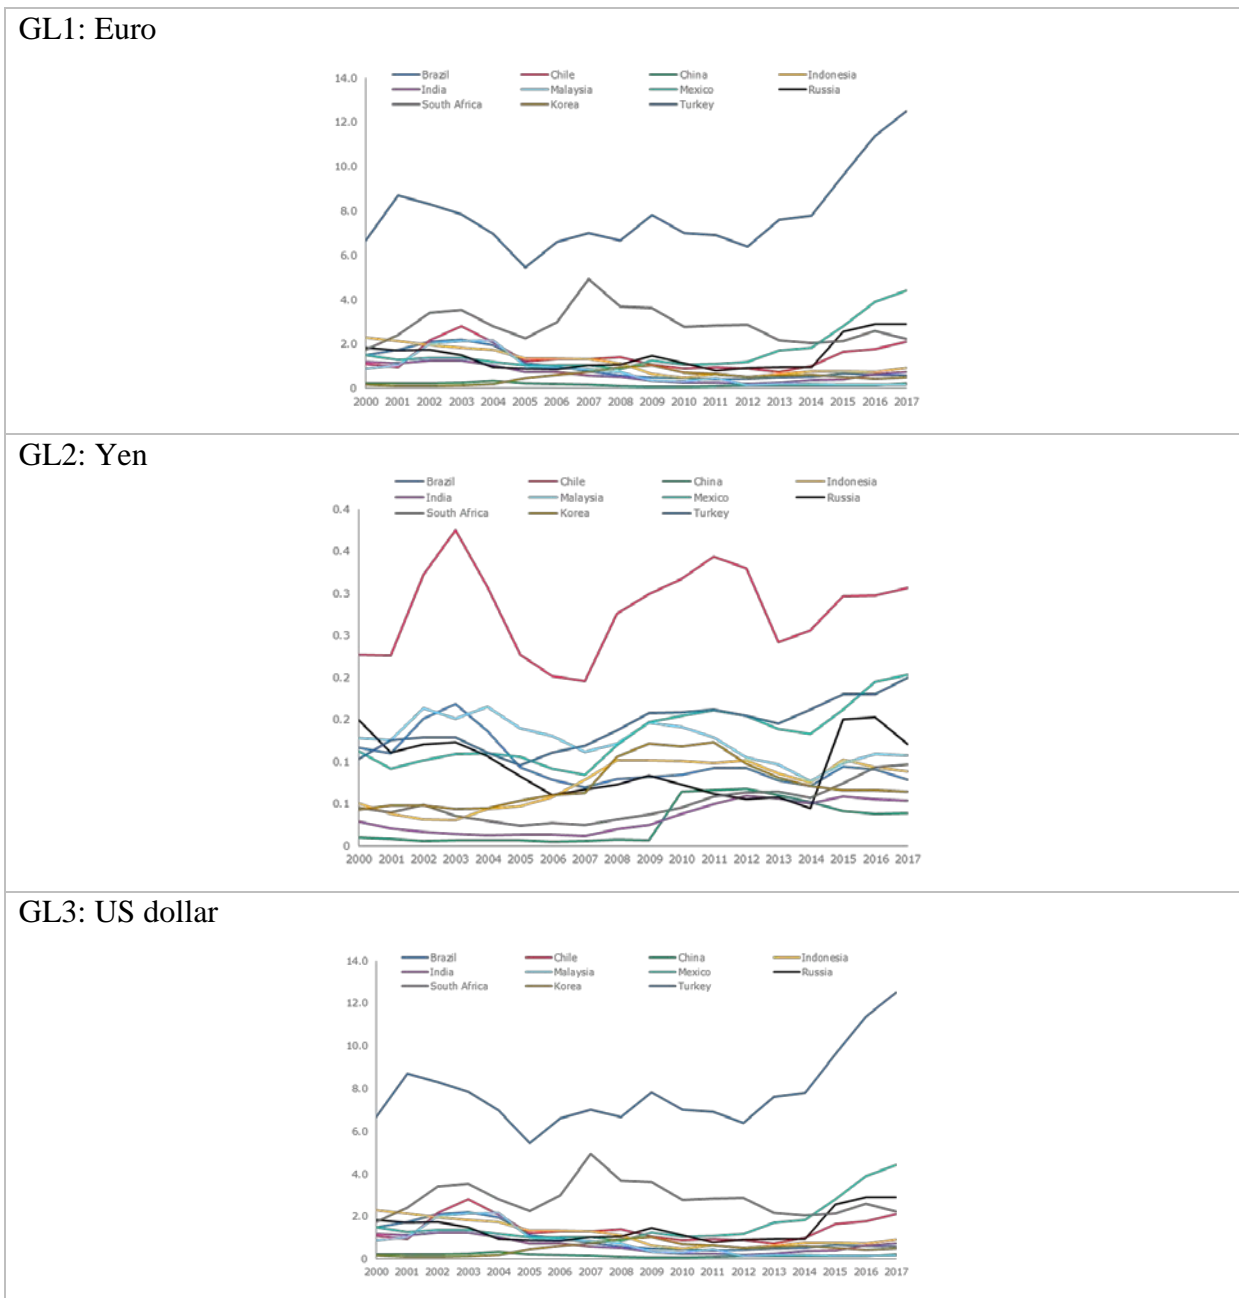 GL1: Euro
Brazil Chile China Indonesia
India Malaysia Mexico Russia
South Africa Korea Turkey
14.0
12.0
10.0
8.0
6.0
4.0
2.0
0
2000 2001 2002 2003 2004 2005 2006 2007 2008 2009 2010 2011 2012 2013 2014 2015 2016 2017
GL2: Yen
Brazil Chile China Indonesia
India Malaysia Mexico Russia
South Africa Korea Turkey
0.4
0.4
0.3
0.3
0.2
0.2
0.1
0.1
0
2000 2001 2002 2003 2004 2005 2006 2007 2008 2009 2010 2011 2012 2013 2014 2015 2016 2017
GL3: US dollar
Brazil Chile China Indonesia
India Malaysia Mexico Russia
South Africa Korea Turkey
14.0
12.0
10.0
8.0
6.0
4.0
2.0
0
2000 2001 2002 2003 2004 2005 2006 2007 2008 2009 2010 2011 2012 2013 2014 2015 2016 2017